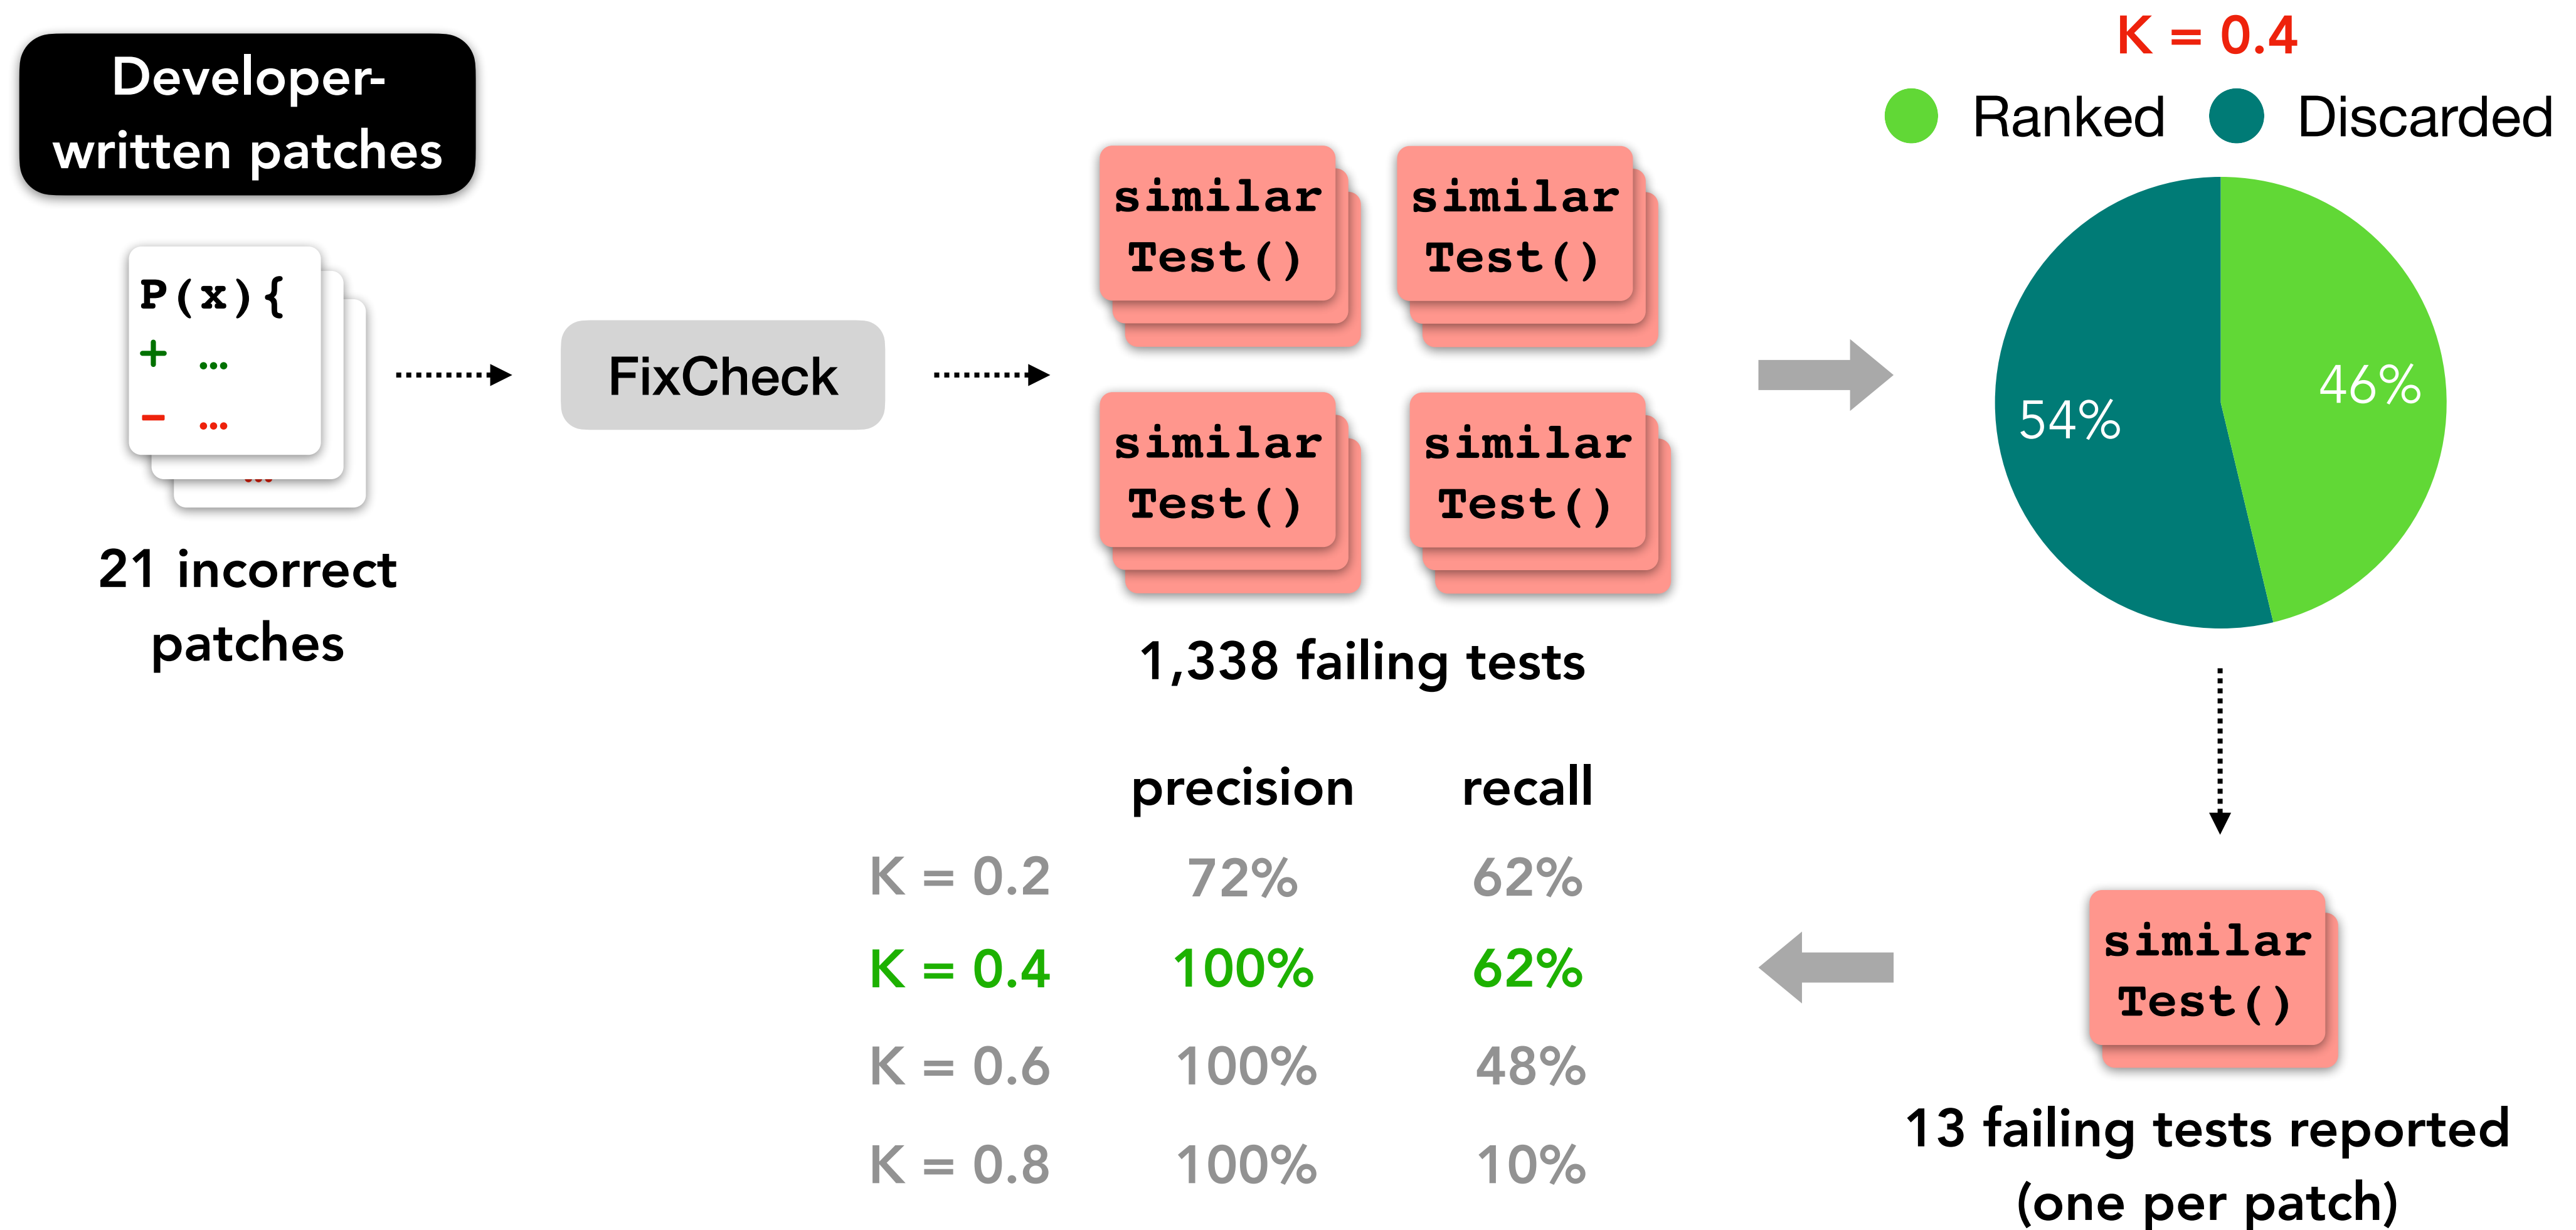 Developer-
written patches
P(x){
+ ...
- ...
...
21 incorrect
patches
FixCheck
similar
Test()
similar
Test()
similar
Test()
similar
Test()
1,338 failing tests
K = 0.4
Ranked
Discarded
54%
46%
similar
Test()
13 failing tests reported
(one per patch)
precision recall
K = 0.2 72% 62%
K = 0.4 100% 62%
K = 0.6 100% 48%
K = 0.8 100% 10%